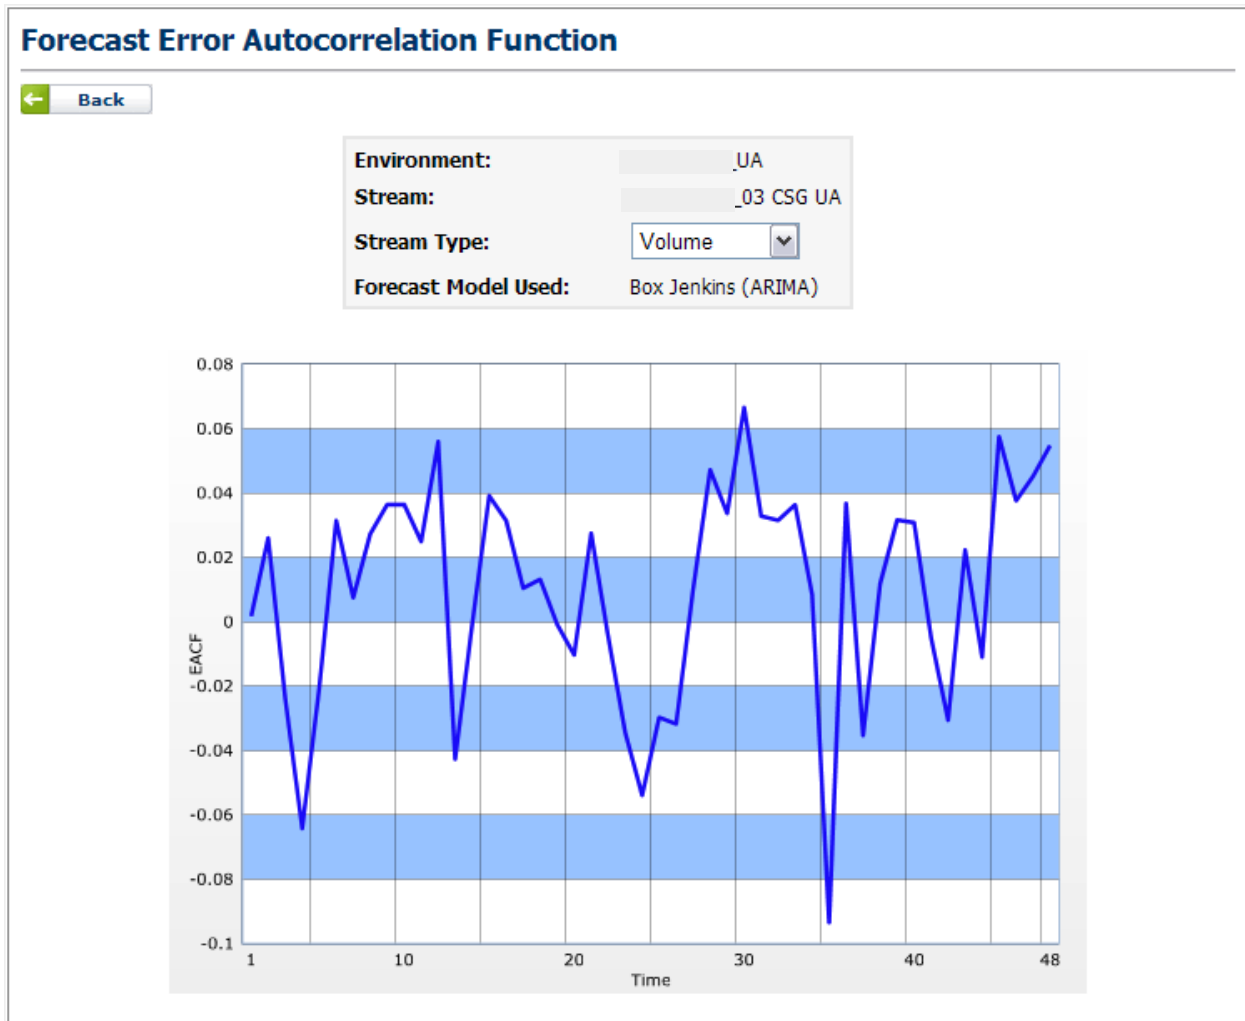 Forecast Error Autocorrelation Function
Back
Environment: _UA
Stream: _03 CSG UA
Stream Type: Volume
Forecast Model Used: Box Jenkins (ARIMA)
0.08
0.06
0.04
0.02
0
-0.02
-0.04
-0.06
-0.08
-0.1
EACF
1 10 20 30 40 48
Time